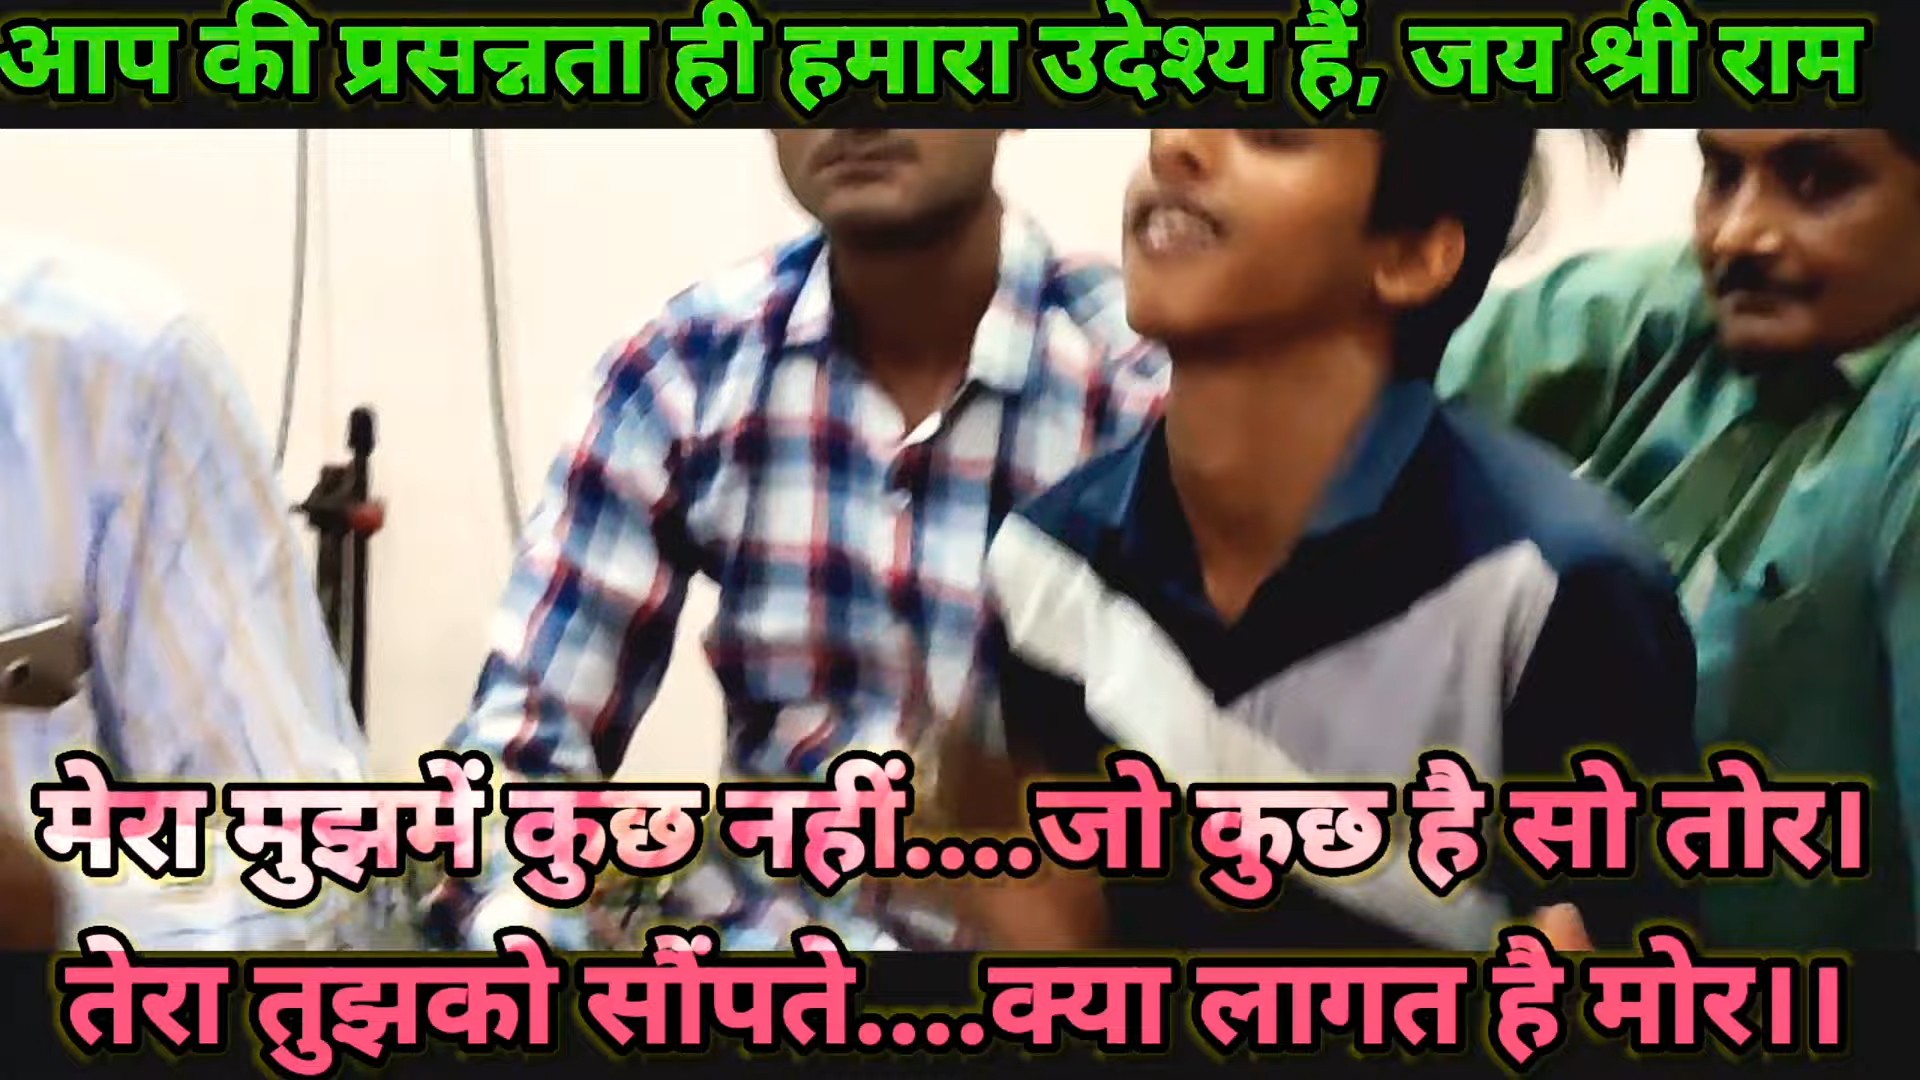 आप की प्रसन्नता ही हमारा उदेश्य हैं, जय श्री राम
मेरा मुझमें कुछ नहीं....जो कुछ है सो तोर।
तेरा तुझको सौंपते....क्या लागत है मोर।।